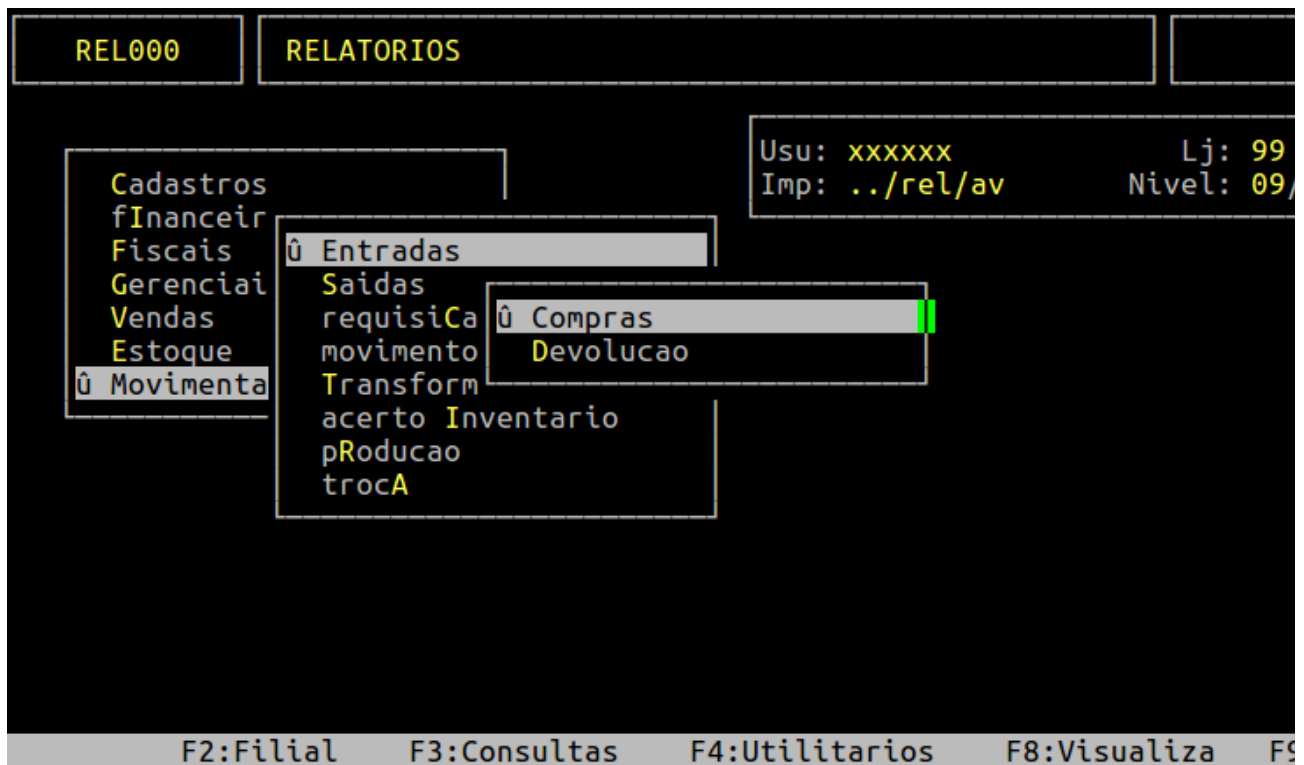 REL000 RELATORIOS
Usu: xxxxxx Lj: 99
Imp: ../rel/av Nivel: 09/
Cadastros
fInanceir
Fiscais û Entradas
Gerenciai Saidas
Vendas requisiCa û Compras
Estoque movimento Devolucao
û Movimenta Transform
acerto Inventario
pRoducao
trocA
F2:Filial F3:Consultas F4:Utilitarios F8:Visualiza F9